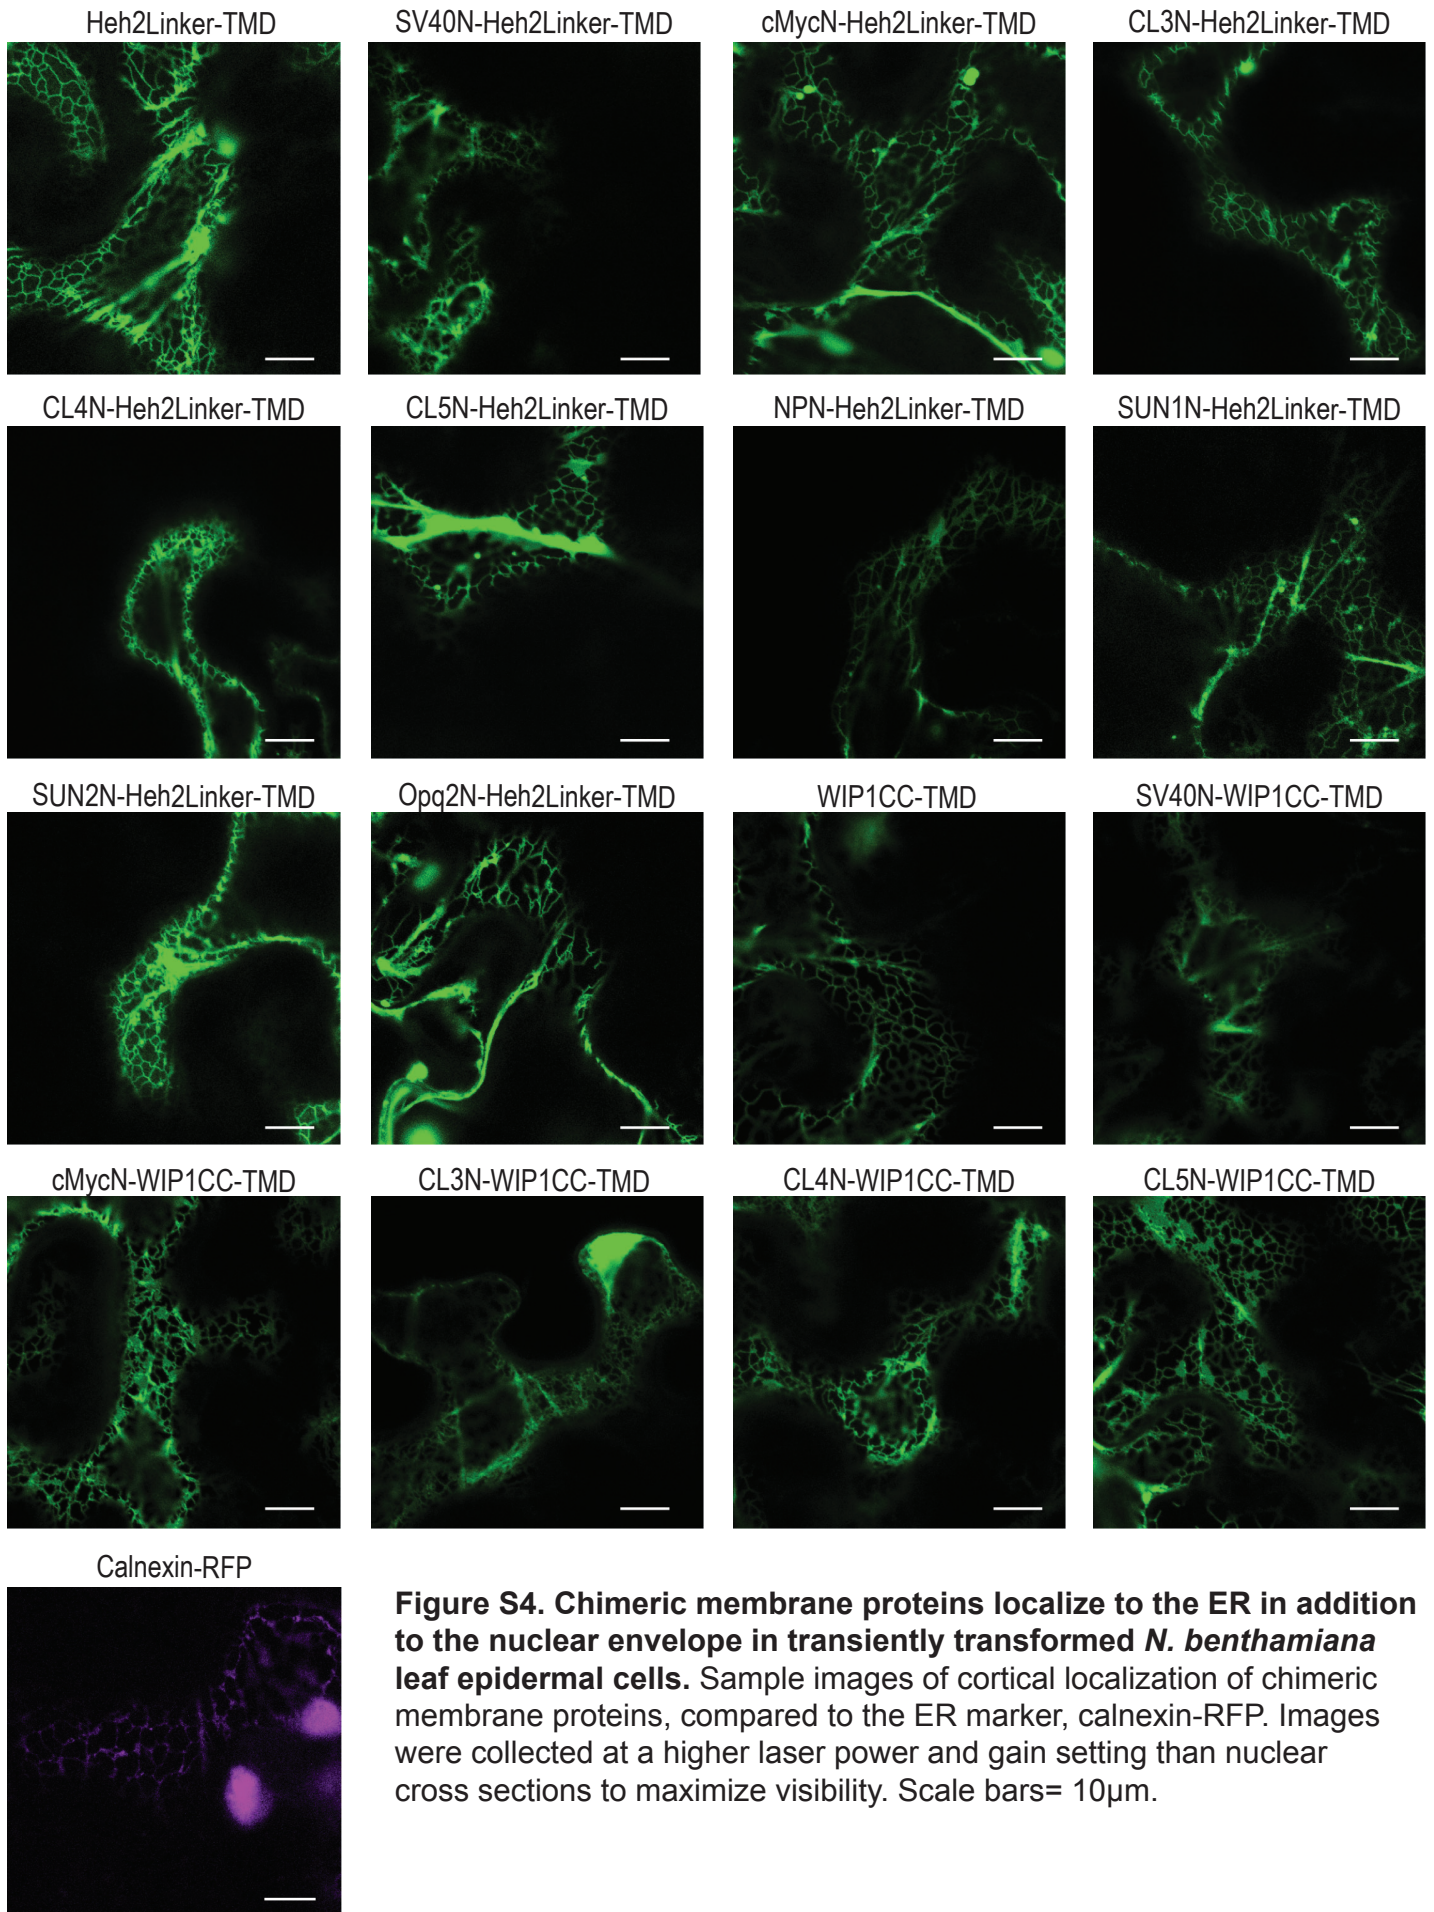 Heh2Linker-TMD
SV40N-Heh2Linker-TMD
cMycN-Heh2Linker-TMD
CL3N-Heh2Linker-TMD
CL4N-Heh2Linker-TMD
CL5N-Heh2Linker-TMD
NPN-Heh2Linker-TMD
SUN1N-Heh2Linker-TMD
SUN2N-Heh2Linker-TMD
Opq2N-Heh2Linker-TMD
WIP1CC-TMD
SV40N-WIP1CC-TMD
cMycN-WIP1CC-TMD
CL3N-WIP1CC-TMD
CL4N-WIP1CC-TMD
CL5N-WIP1CC-TMD
Calnexin-RFP
Figure S4. Chimeric membrane proteins localize to the ER in addition
to the nuclear envelope in transiently transformed N. benthamiana
leaf epidermal cells. Sample images of cortical localization of chimeric
membrane proteins, compared to the ER marker, calnexin-RFP. Images
were collected at a higher laser power and gain setting than nuclear
cross sections to maximize visibility. Scale bars= 10µm.